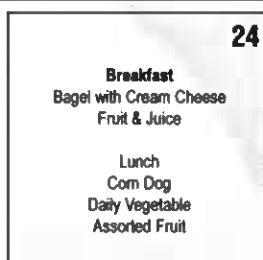 24
Breakfast
Bagel with Cream Cheese
Fruit & Juice
Lunch
Corn Dog
Daily Vegetable
Assorted Fruit